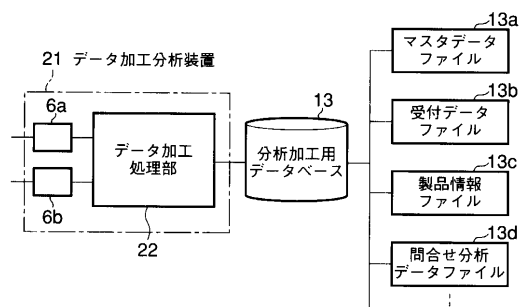 21 データ加工分析装置
6a
6b
データ加工
処理部
22
13
分析加工用
データベース
13a
マスタデータ
ファイル
13b
受付データ
ファイル
13c
製品情報
ファイル
13d
問合せ分析
データファイル